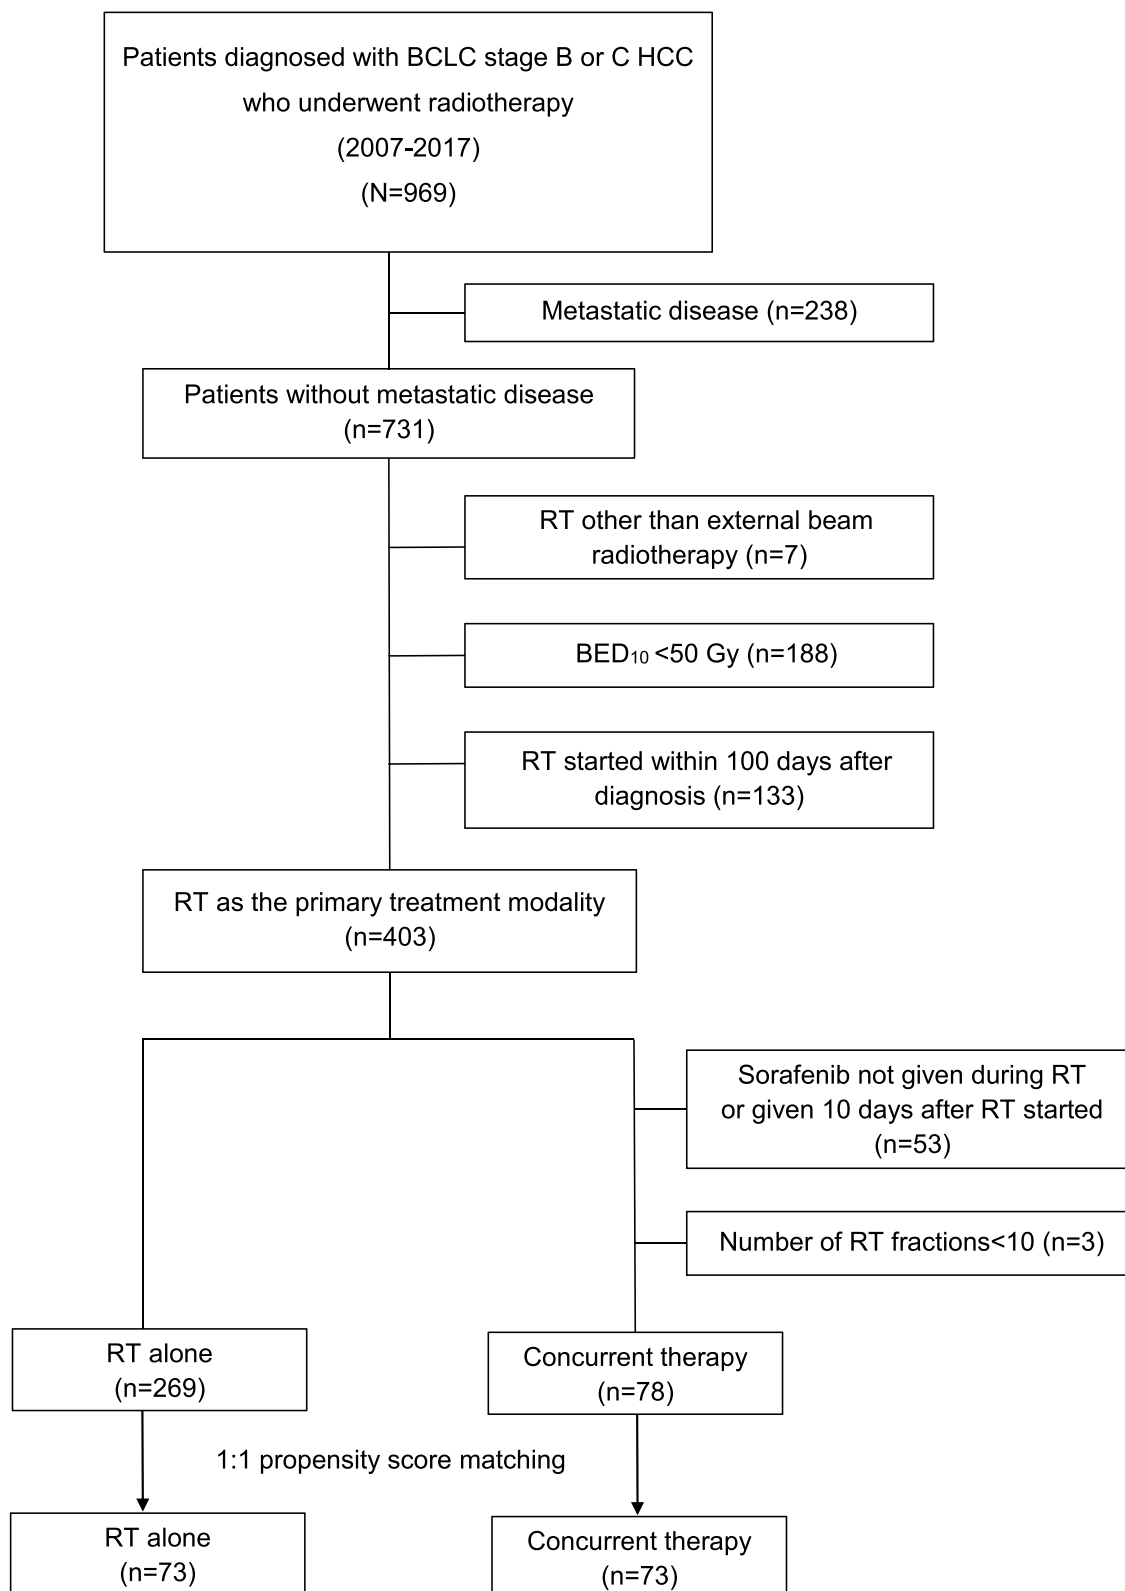 Patients diagnosed with BCLC stage B or C HCC
who underwent radiotherapy
(2007-2017)
(N=969)
Metastatic disease (n=238)
Patients without metastatic disease
(n=731)
RT other than external beam
radiotherapy (n=7)
BED₁₀ <50 Gy (n=188)
RT started within 100 days after
diagnosis (n=133)
RT as the primary treatment modality
(n=403)
Sorafenib not given during RT
or given 10 days after RT started
(n=53)
Number of RT fractions<10 (n=3)
RT alone
(n=269)
Concurrent therapy
(n=78)
1:1 propensity score matching
RT alone
(n=73)
Concurrent therapy
(n=73)